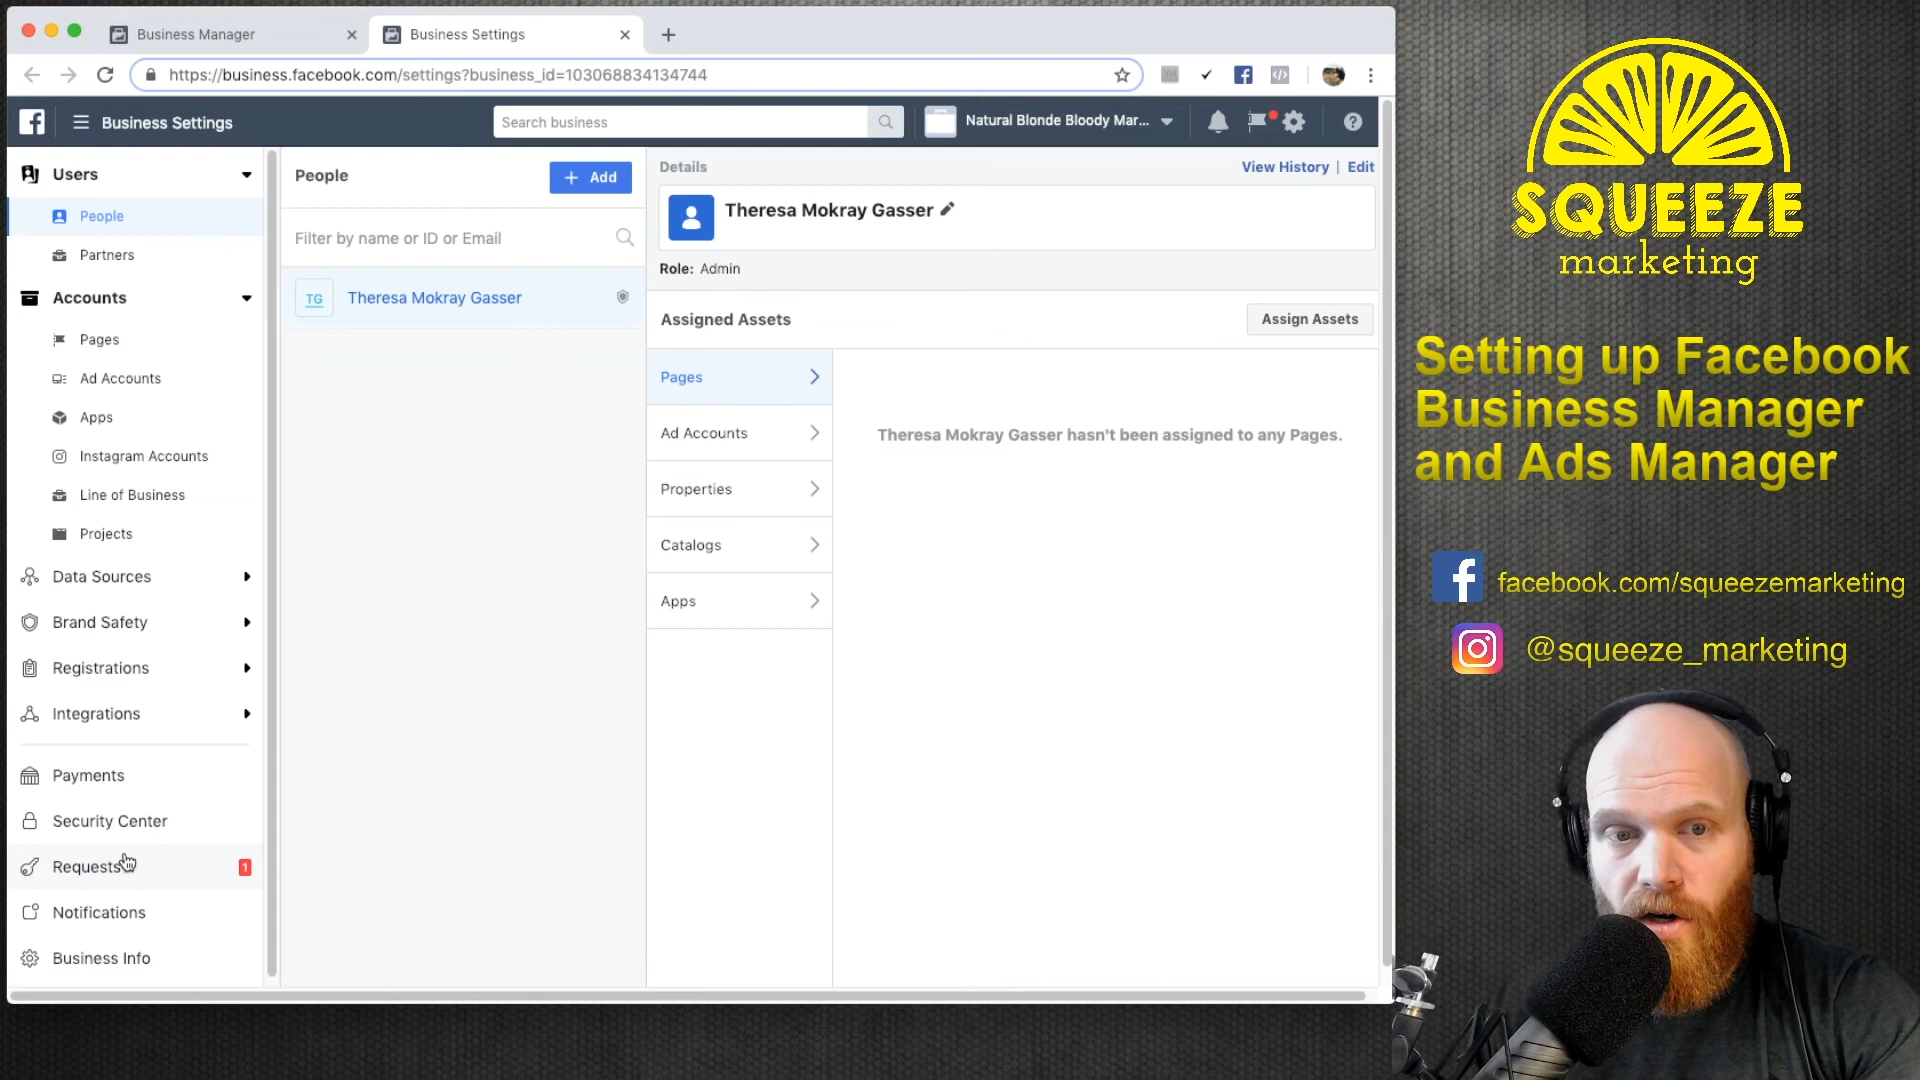 Business Manager
Business Settings
https://business.facebook.com/settings?business_id=103068834134744
Business Settings
Search business
Natural Blonde Bloody Mar...
Users
People
Partners
Accounts
Pages
Ad Accounts
Apps
Instagram Accounts
Line of Business
Projects
Data Sources
Brand Safety
Registrations
Integrations
Payments
Security Center
Requests
1
Notifications
Business Info
People
+ Add
Filter by name or ID or Email
TG
Theresa Mokray Gasser
Details
View History | Edit
Theresa Mokray Gasser
Role: Admin
Assigned Assets
Assign Assets
Pages
Ad Accounts
Properties
Catalogs
Apps
Theresa Mokray Gasser hasn't been assigned to any Pages.
SQUEEZE
marketing
Setting up Facebook
Business Manager
and Ads Manager
facebook.com/squeezemarketing
@squeeze_marketing